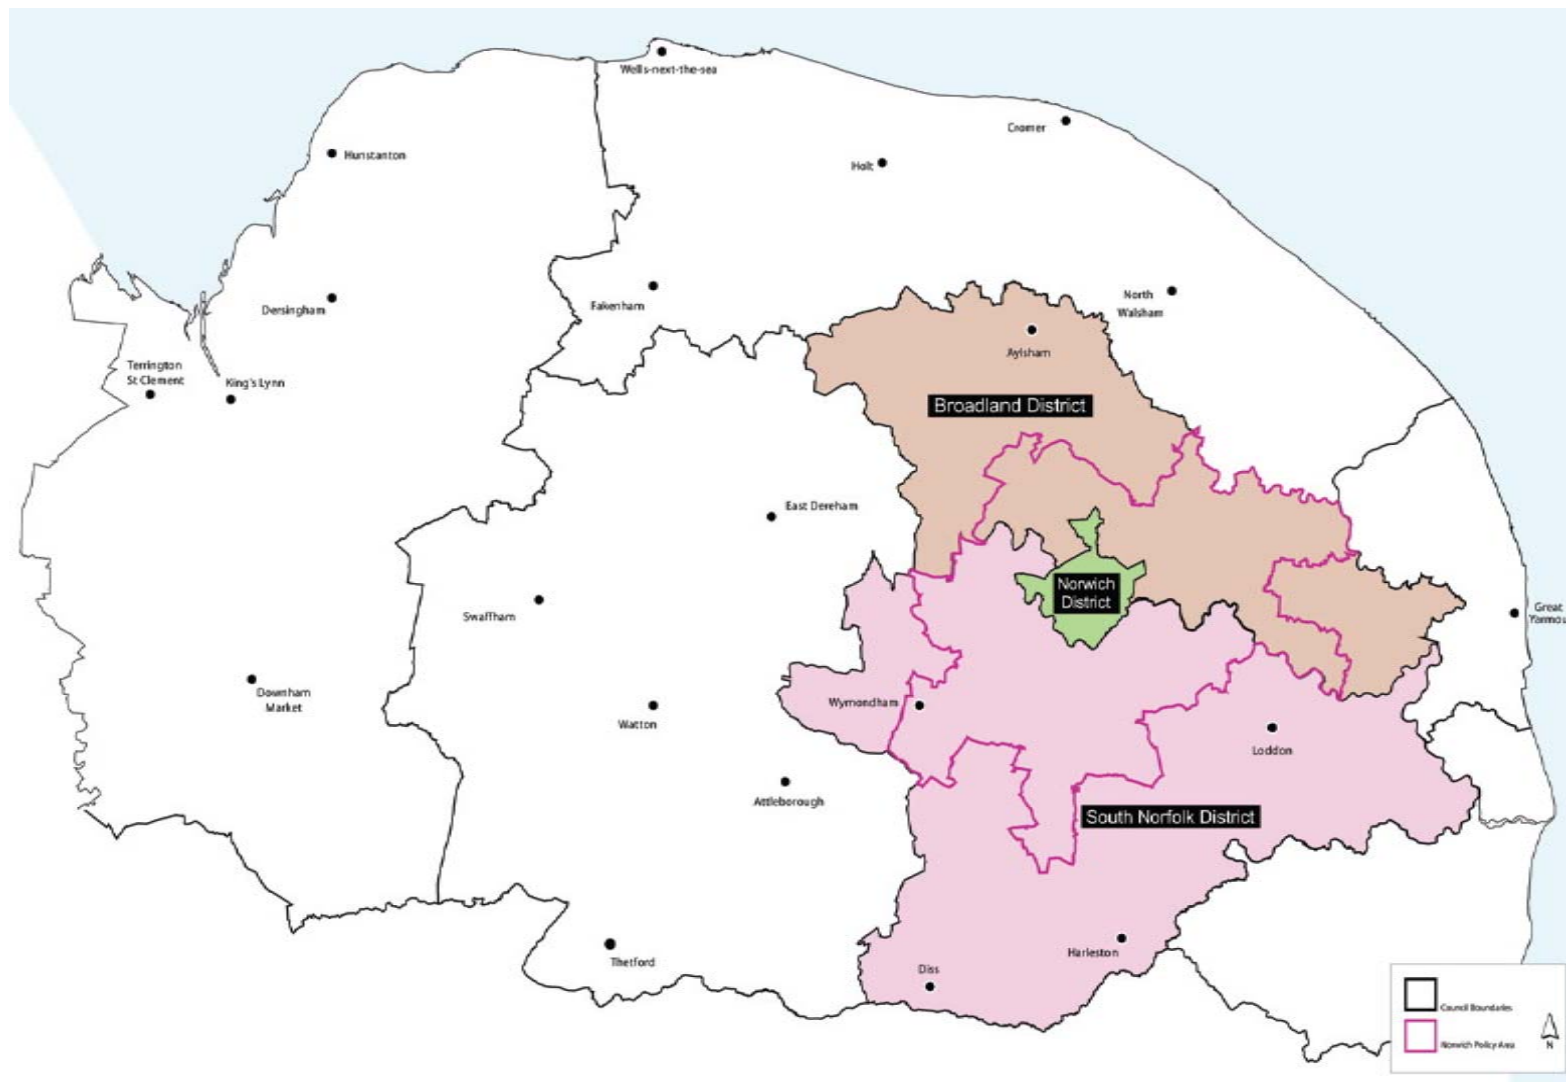 Wells-next-the-sea
Cromer
Hunstanton
Holt
Dersingham
Fakenham
North
Walsham
Aylsham
Terrington
St Clement
King's Lynn
Broadland District
East Dereham
Norwich
District
Swaffham
Great
Yarmou
Downham
Market
Wymondham
Watton
Loddon
Attleborough
South Norfolk District
Harleston
Thetford
Diss
Council Boundaries
Norwich Policy Area
N